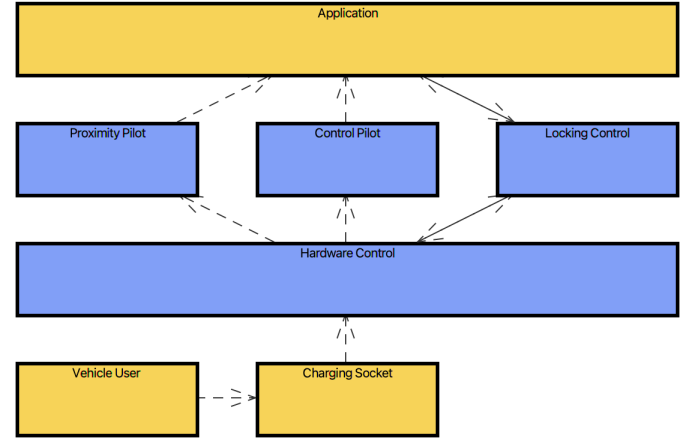 Application
Proximity Pilot
Control Pilot
Locking Control
Hardware Control
Vehicle User
Charging Socket